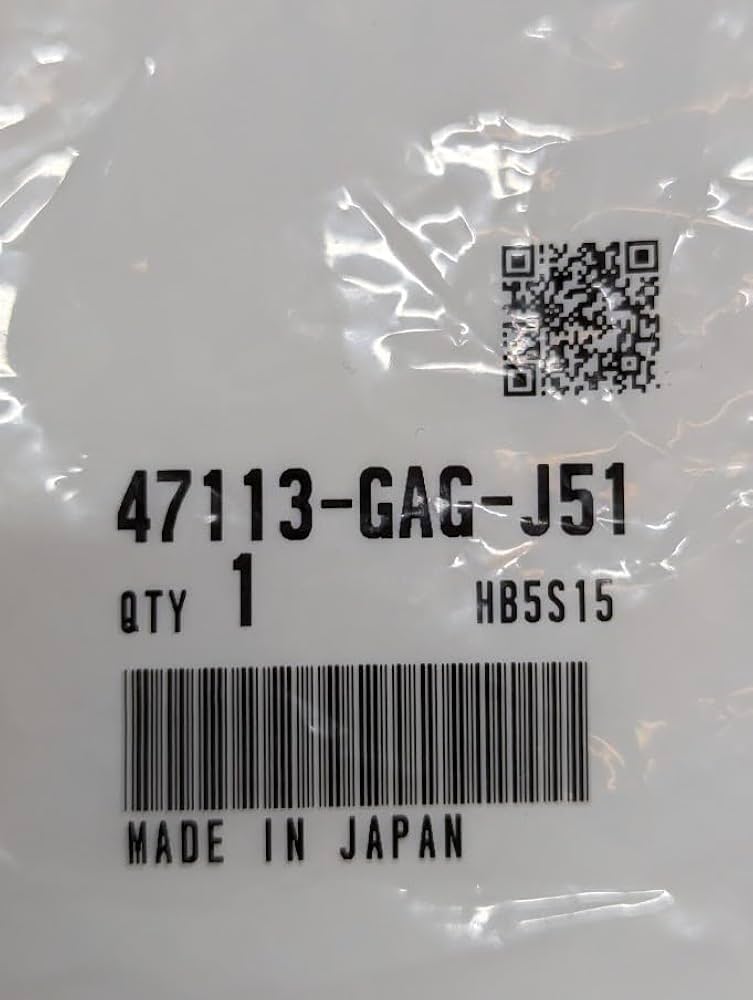 47113-GAG-J51
QTY 1 HB5S15
MADE IN JAPAN